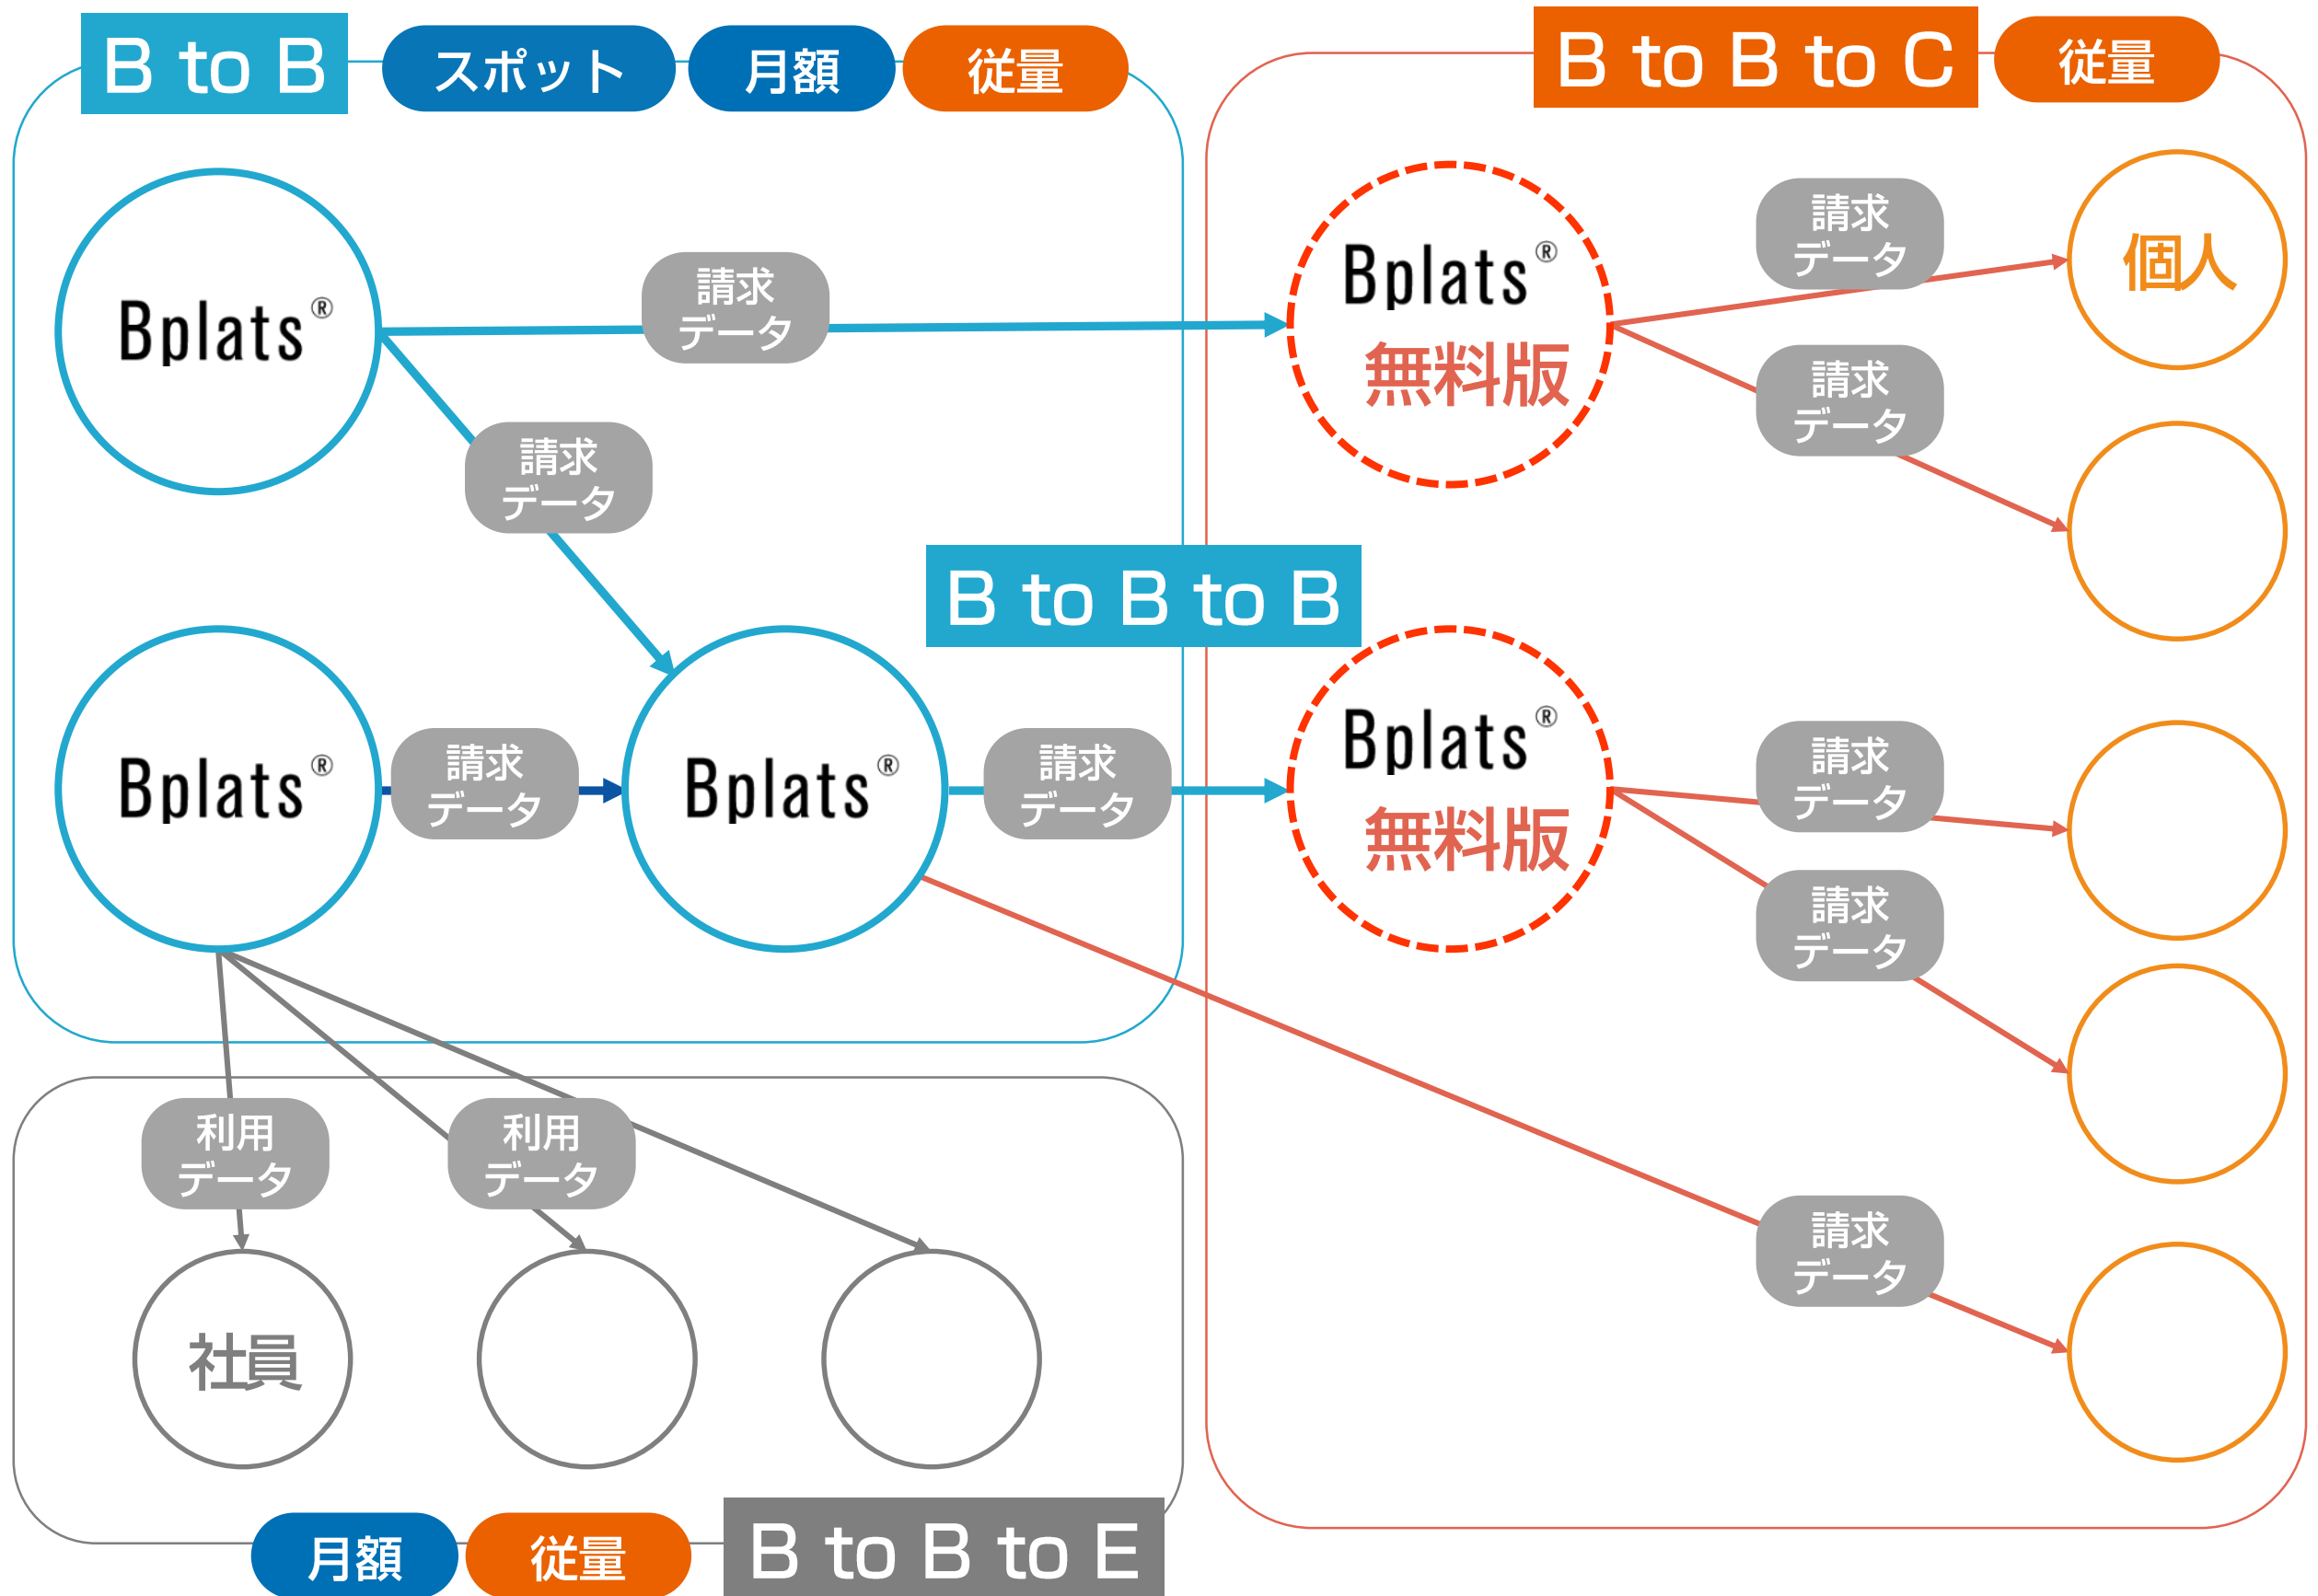 B to B
スポット
月額
従量
B to B to C
従量
Bplats®
請求
データ
請求
データ
Bplats®
無料版
請求
データ
請求
データ
個人
B to B to B
Bplats®
請求
データ
Bplats®
請求
データ
Bplats®
無料版
請求
データ
請求
データ
利用
データ
利用
データ
請求
データ
社員
月額
従量
B to B to E